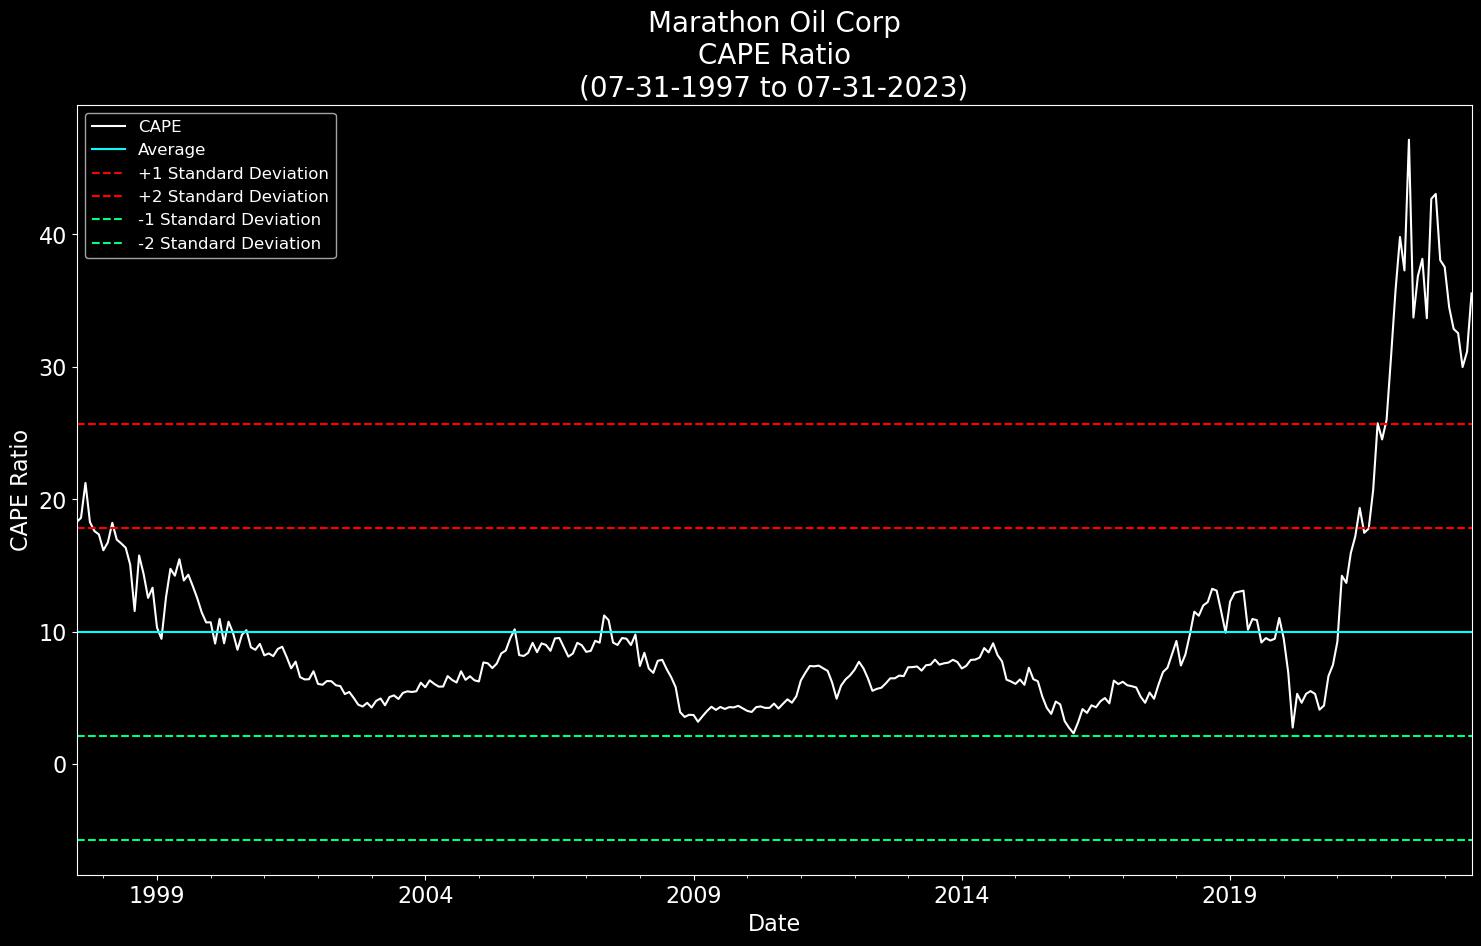 Marathon Oil Corp
CAPE Ratio
(07-31-1997 to 07-31-2023)
CAPE
Average
+1 Standard Deviation
+2 Standard Deviation
-1 Standard Deviation
-2 Standard Deviation
CAPE Ratio
40
30
20
10
0
1999
2004
2009
2014
2019
Date